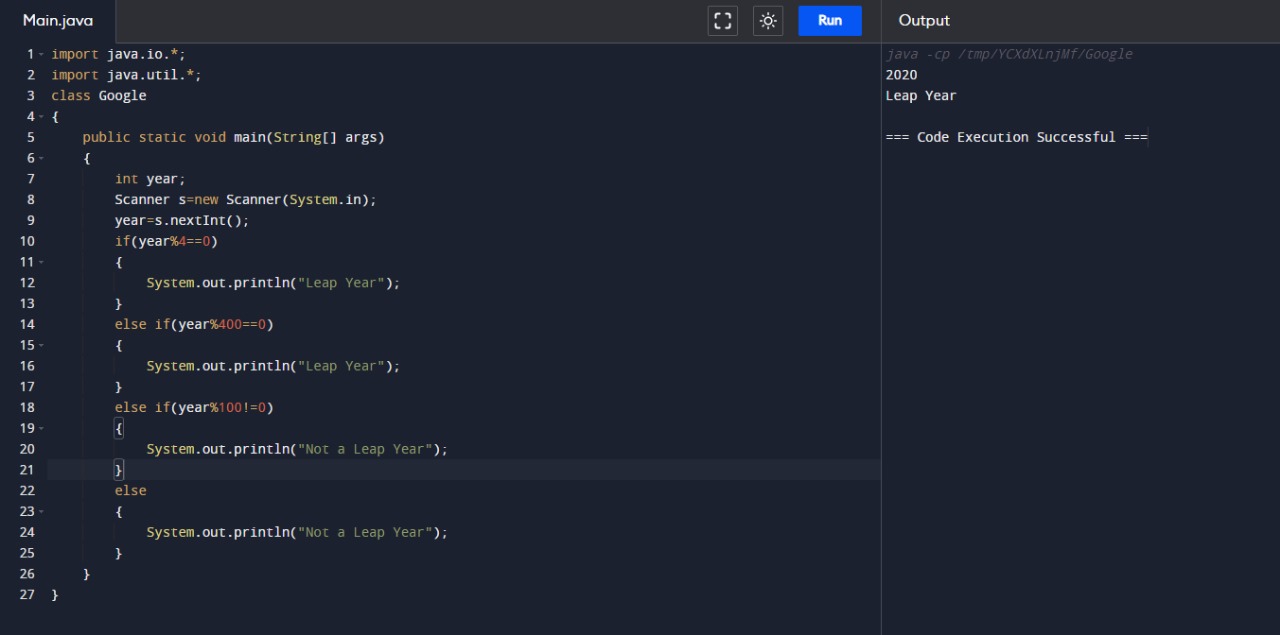 Main.java
Run
Output
1 import java.io.*;
2 import java.util.*;
3 class Google
4 {
5     public static void main(String[] args)
6     {
7         int year;
8         Scanner s=new Scanner(System.in);
9         year=s.nextInt();
10         if(year%4==0)
11         {
12             System.out.println("Leap Year");
13         }
14         else if(year%400==0)
15         {
16             System.out.println("Leap Year");
17         }
18         else if(year%100!=0)
19         {
20             System.out.println("Not a Leap Year");
21         }
22         else
23         {
24             System.out.println("Not a Leap Year");
25         }
26     }
27 }
java -cp /tmp/YCXdXLnjMf/Google
2020
Leap Year
=== Code Execution Successful ===